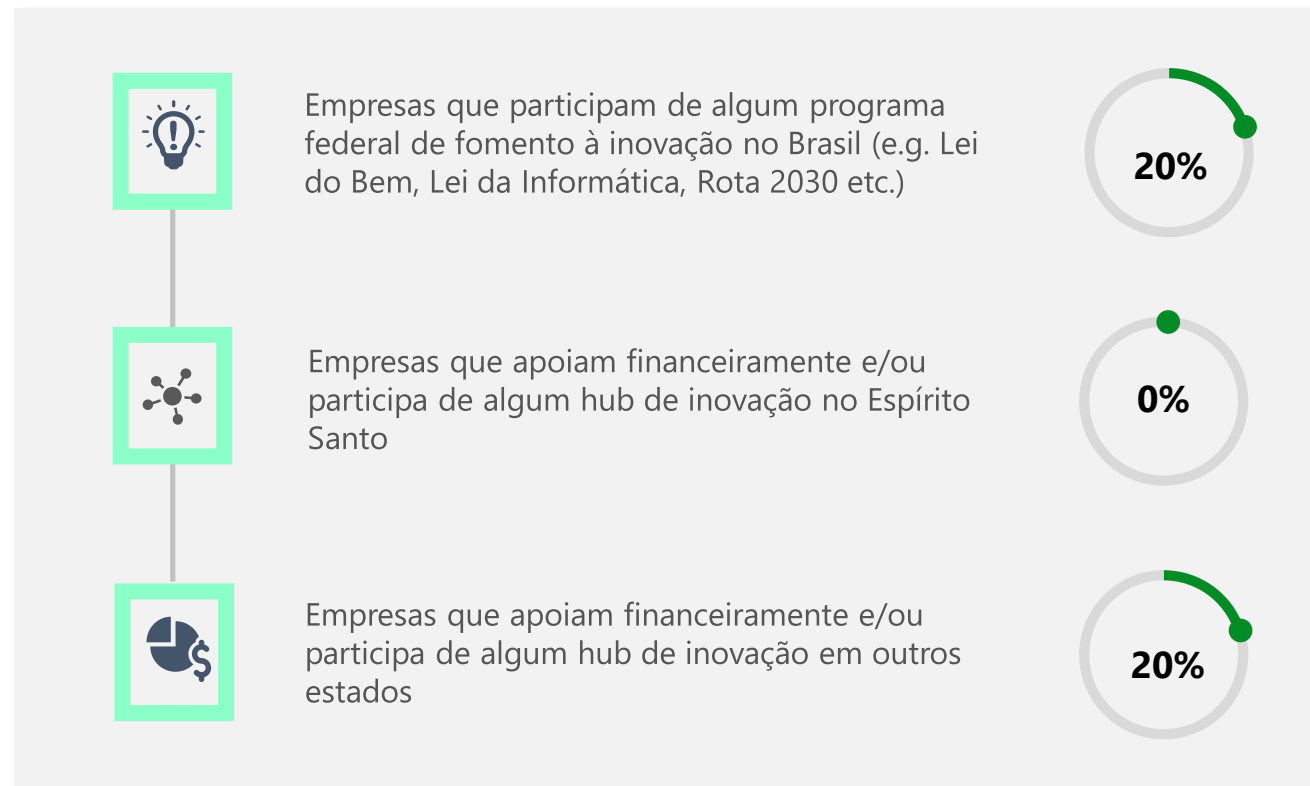 Empresas que participam de algum programa
federal de fomento à inovação no Brasil (e.g. Lei
do Bem, Lei da Informática, Rota 2030 etc.)
20%
Empresas que apoiam financeiramente e/ou
participa de algum hub de inovação no Espírito
Santo
0%
Empresas que apoiam financeiramente e/ou
participa de algum hub de inovação em outros
estados
20%